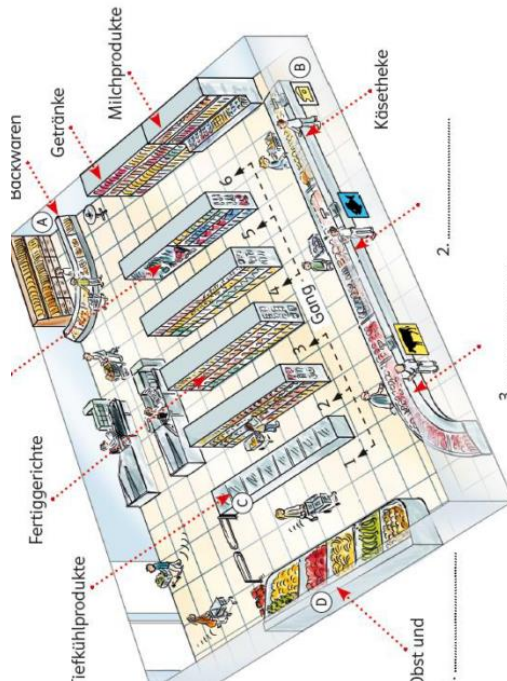 Backwaren
Getränke
Milchprodukte
A
B
Käsetheke
6
5
4
Gang
3
2
1
2. ........................
Fertiggerichte
Tiefkühlprodukte
C
D
3
Obst und
. ........................